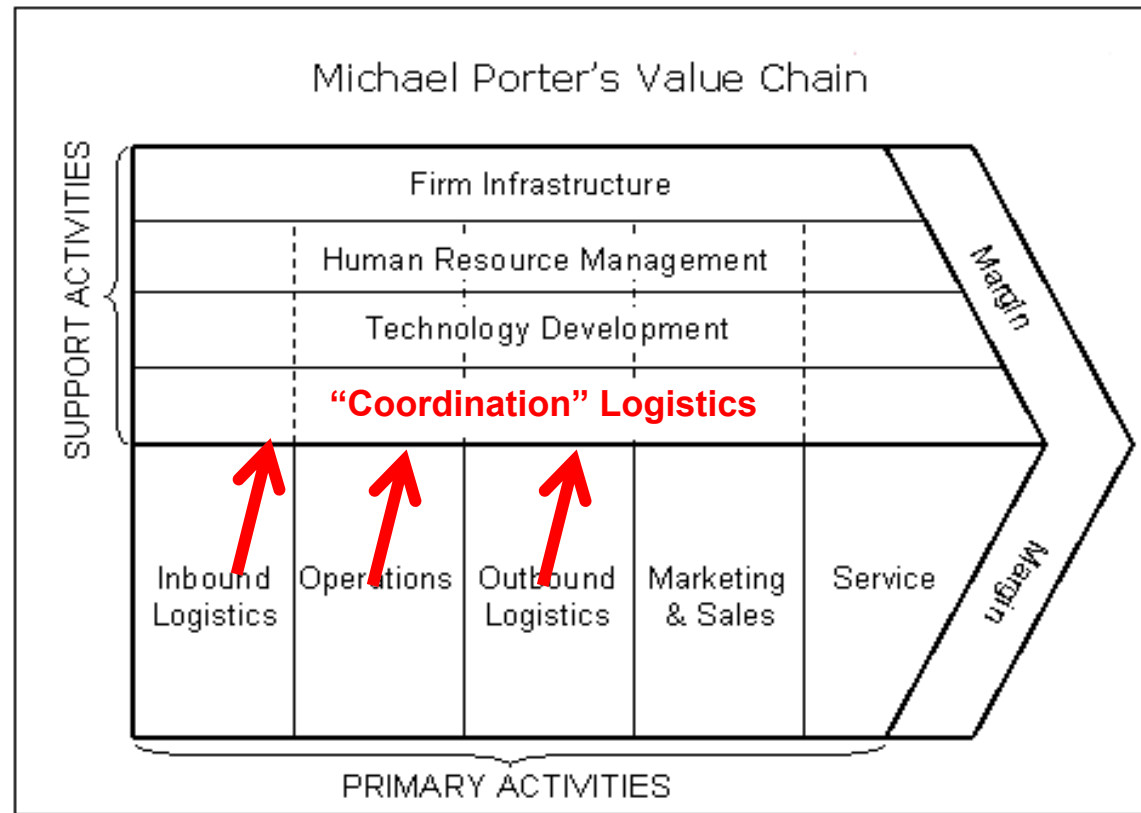 Michael Porter's Value Chain
SUPPORT ACTIVITIES
Firm Infrastructure
Human Resource Management
Technology Development
“Coordination” Logistics
Inbound
Logistics
Operations
Outbound
Logistics
Marketing
& Sales
Service
Margin
Margin
PRIMARY ACTIVITIES